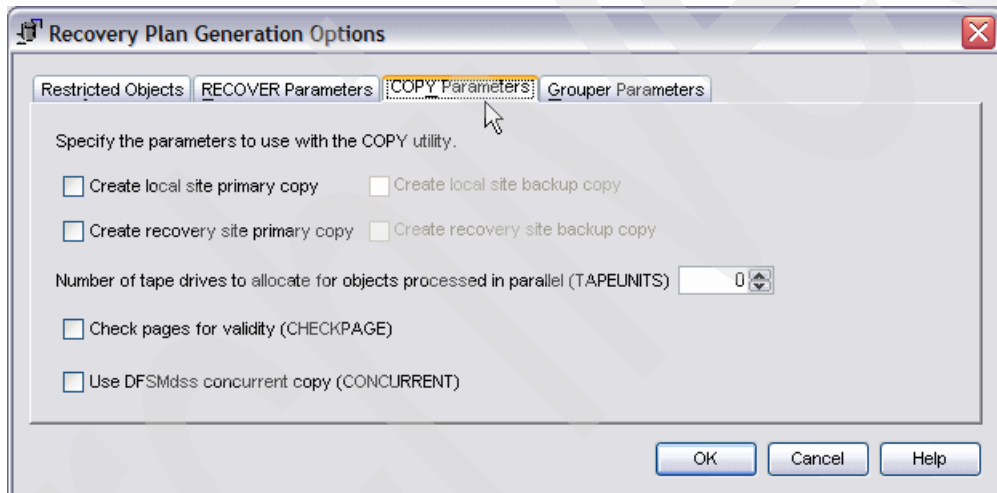 Recovery Plan Generation Options
Restricted Objects RECOVER Parameters COPY Parameters Grouper Parameters
Specify the parameters to use with the COPY utility.
Create local site primary copy Create local site backup copy
Create recovery site primary copy Create recovery site backup copy
Number of tape drives to allocate for objects processed in parallel (TAPEUNITS) 0
Check pages for validity (CHECKPAGE)
Use DFSMdss concurrent copy (CONCURRENT)
OK Cancel Help